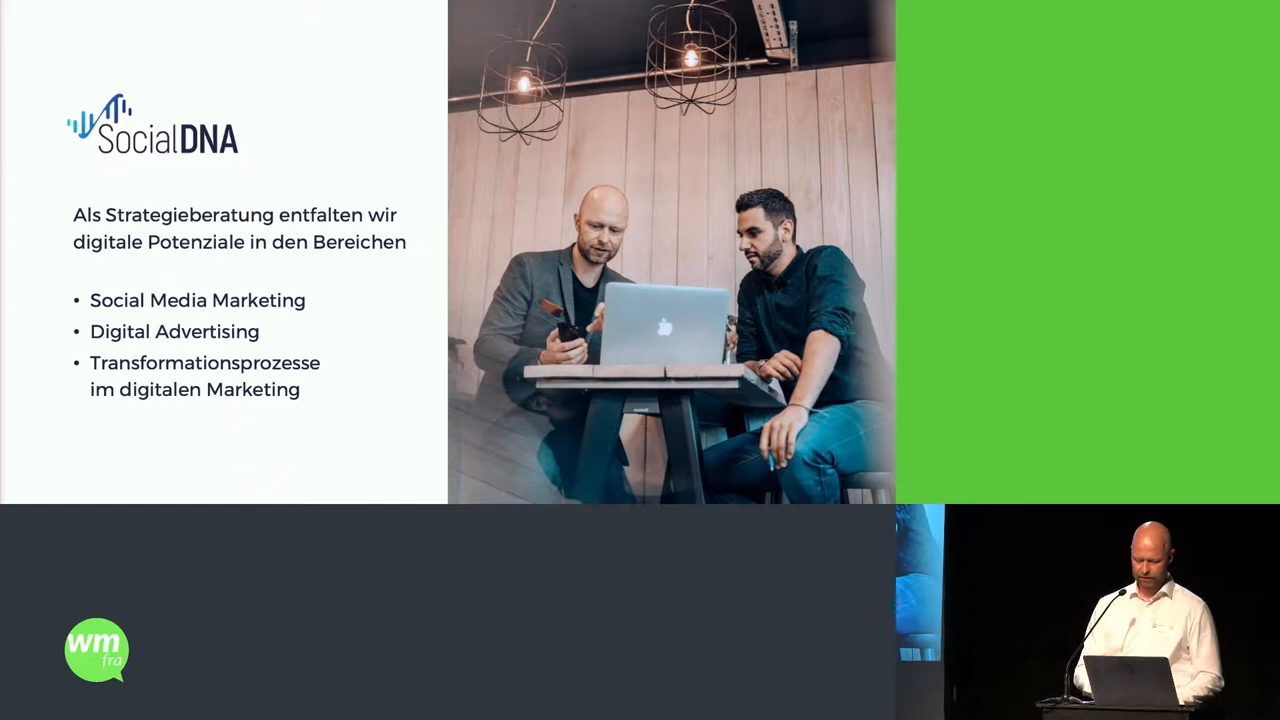 SocialDNA
Als Strategieberatung entfalten wir
digitale Potenziale in den Bereichen
• Social Media Marketing
• Digital Advertising
• Transformationsprozesse
im digitalen Marketing
wm
fra